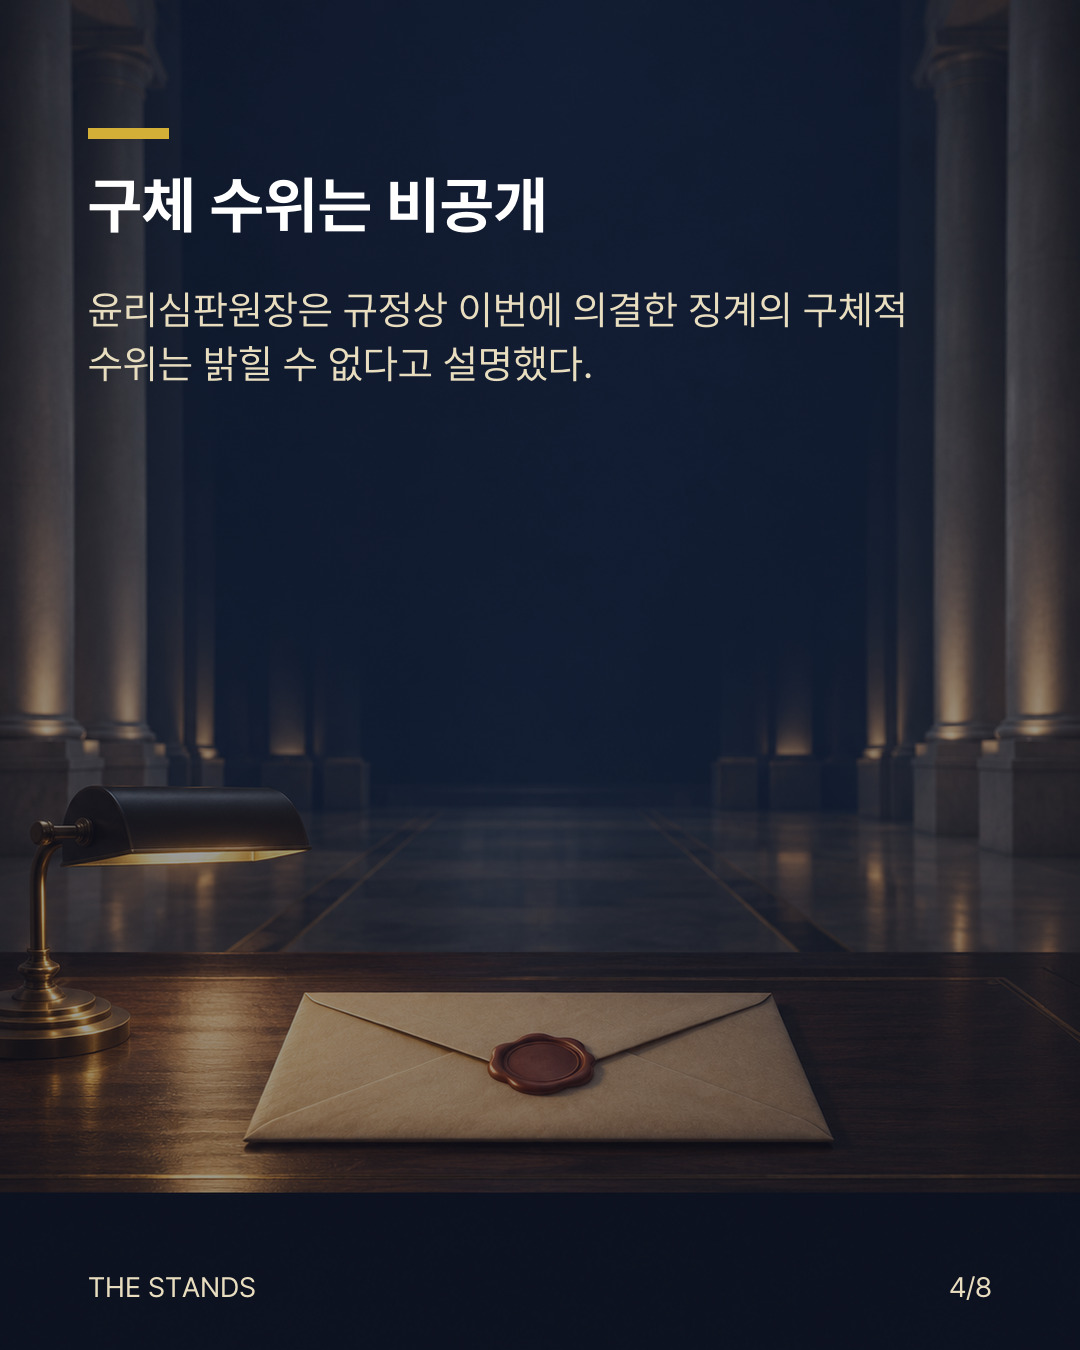 구체 수위는 비공개
윤리심판원장은 규정상 이번에 의결한 징계의 구체적
수위는 밝힐 수 없다고 설명했다.
THE STANDS
4/8